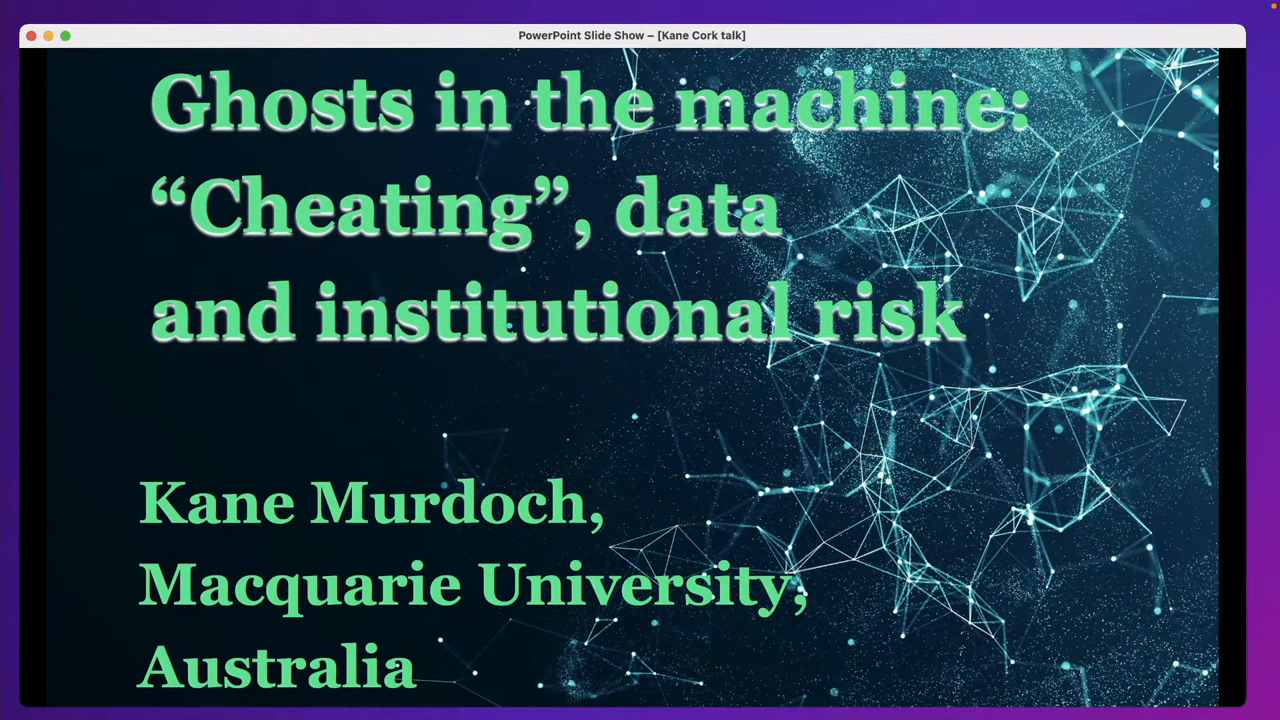 PowerPoint Slide Show – [Kane Cork talk]
Ghosts in the machine:
“Cheating”, data
and institutional risk
Kane Murdoch,
Macquarie University,
Australia